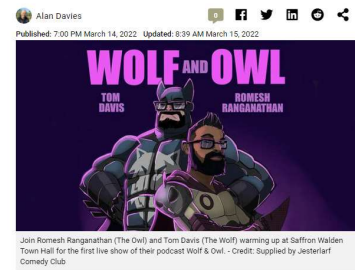 Alan Davies
0
Published: 7:00 PM March 14, 2022 Updated: 8:39 AM March 15, 2022
WOLF AND OWL
TOM
DAVIS
ROMESH
RANGANATHAN
Join Romesh Ranganathan (The Owl) and Tom Davis (The Wolf) warming up at Saffron Walden
Town Hall for the first live show of their podcast Wolf & Owl. - Credit: Supplied by Jesterlarf
Comedy Club